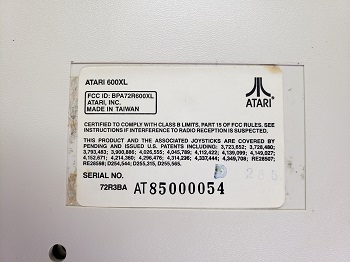 ATARI 600XL
FCC ID: BPA72R600XL
ATARI, INC.
MADE IN TAIWAN
ATARI
CERTIFIED TO COMPLY WITH CLASS B LIMITS, PART 15 OF FCC RULES. SEE
INSTRUCTIONS IF INTERFERENCE TO RADIO RECEPTION IS SUSPECTED.
THIS PRODUCT AND THE ASSOCIATED JOYSTICKS ARE COVERED BY
PENDING AND ISSUED U.S. PATENTS INCLUDING: 3,723,652; 3,728,480;
3,793,483; 3,900,886; 4,026,555; 4,045,789; 4,112,422; 4,139,099; 4,149,027;
4,152,671; 4,214,360; 4,296,476; 4,314,236; 4,337,444; 4,349,708; RE28507;
RE28598; D254,544; D255,315; D255,565.
SERIAL NO.
72R3BA AT85000054